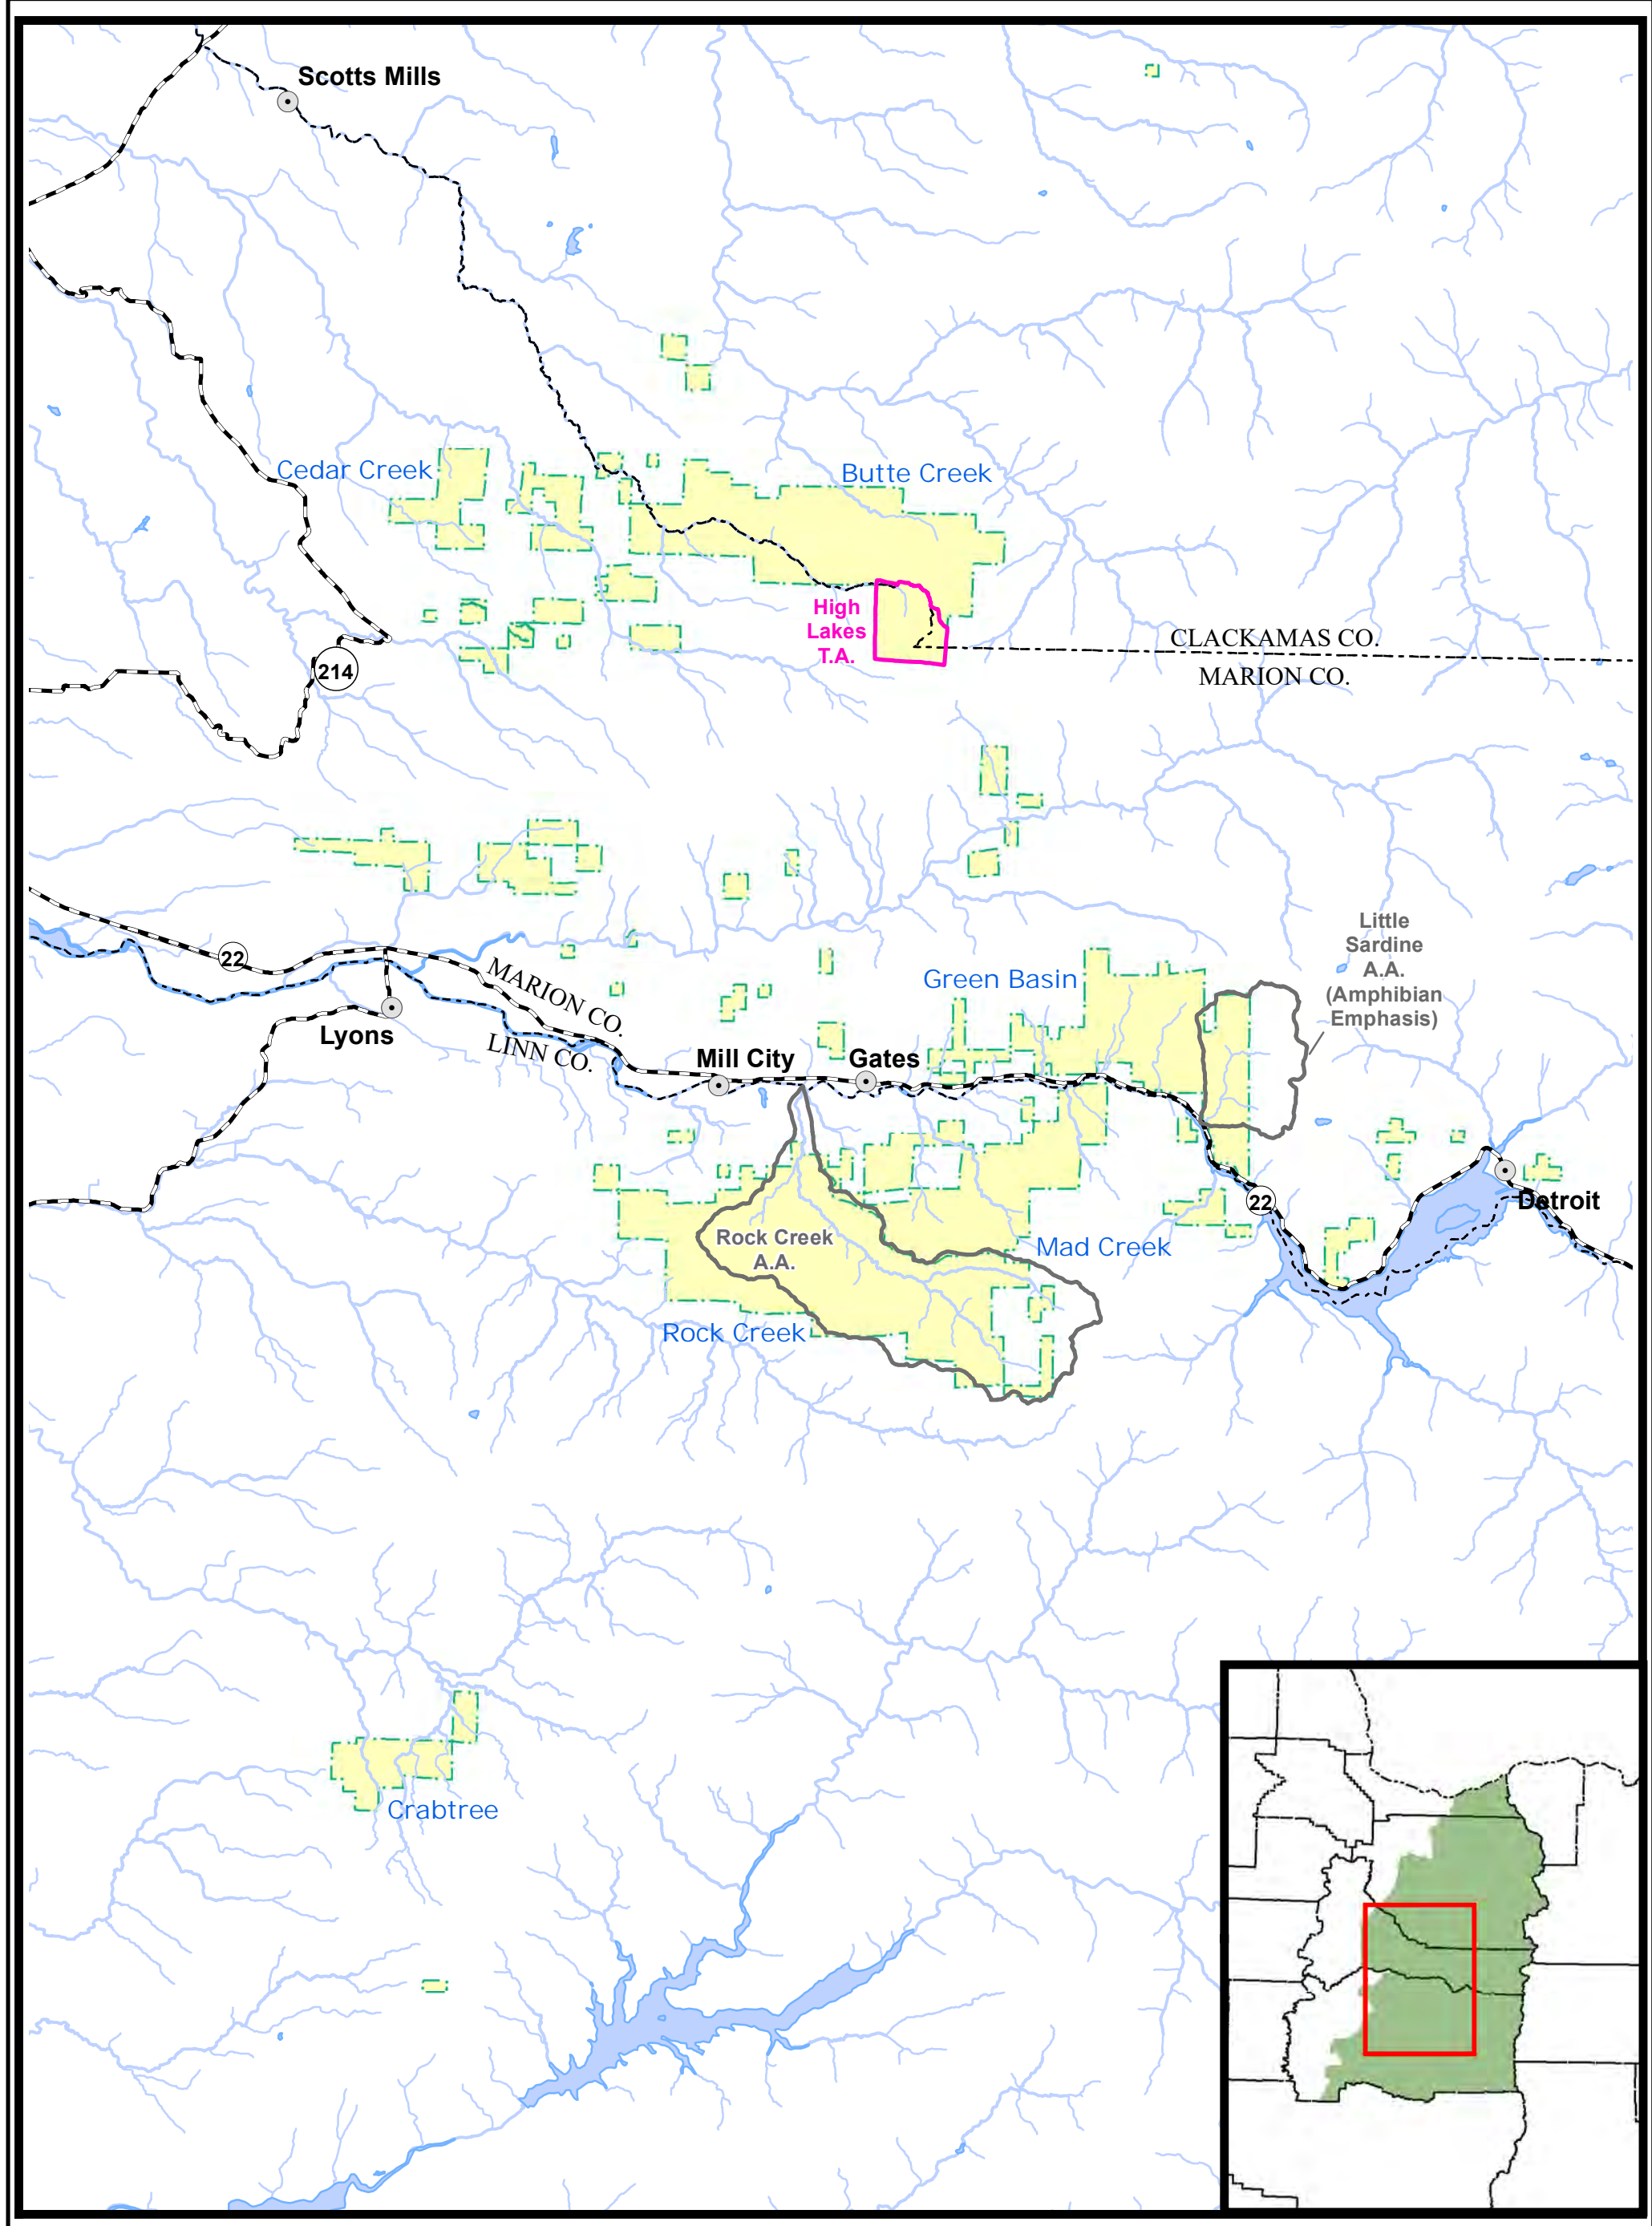 Scotts Mills
Cedar Creek
Butte Creek
High
Lakes
T.A.
CLACKAMAS CO.
MARION CO.
214
Little
Sardine
A.A.
(Amphibian
Emphasis)
22
MARION CO.
Green Basin
Lyons
LINN CO.
Mill City
Gates
22
Detroit
Rock Creek
A.A.
Mad Creek
Rock Creek
Crabtree